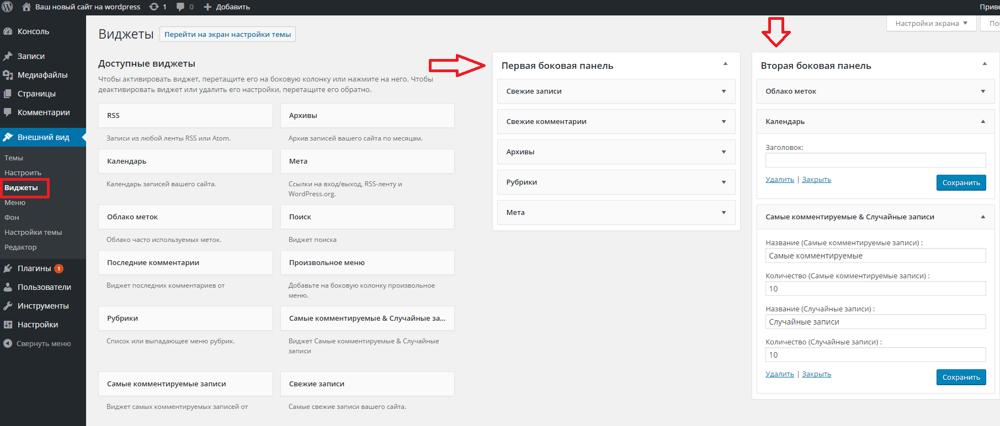 Ваш новый сайт на wordpress 1 0 Добавить
Консоль
Записи
Медиафайлы
Страницы
Комментарии
Внешний вид
Темы
Настроить
Виджеты
Меню
Фон
Настройки темы
Редактор
Плагины 1
Пользователи
Инструменты
Настройки
Свернуть меню
Настройки экрана
Виджеты
Перейти на экран настройки темы
Доступные виджеты
Чтобы активировать виджет, перетащите его на боковую колонку или нажмите на него. Чтобы
деактивировать виджет или удалить его настройки, перетащите его обратно.
RSS
Записи из любой ленты RSS или Atom.
Архивы
Архив записей вашего сайта по месяцам.
Календарь
Календарь записей вашего сайта.
Мета
Ссылки на вход/выход, RSS-ленту и
WordPress.org.
Облако меток
Облако часто используемых меток.
Поиск
Виджет поиска
Последние комментарии
Виджет последних комментариев от
Произвольное меню
Добавьте на боковую колонку произвольное
меню.
Рубрики
Список или выпадающее меню рубрик.
Самые комментируемые & Случайные за...
Виджет Самые комментируемые & Случайные
записи
Самые комментируемые записи
Виджет самых комментируемых записей от
Свежие записи
Самые свежие записи вашего сайта.
Первая боковая панель
Свежие записи
Свежие комментарии
Архивы
Рубрики
Мета
Вторая боковая панель
Облако меток
Календарь
Заголовок:
Удалить | Закрыть
Сохранить
Самые комментируемые & Случайные записи
Название (Самые комментируемые записи) :
Самые комментируемые
Количество (Самые комментируемые записи) :
10
Название (Случайные записи) :
Случайные записи
Количество (Случайные записи) :
10
Удалить | Закрыть
Сохранить